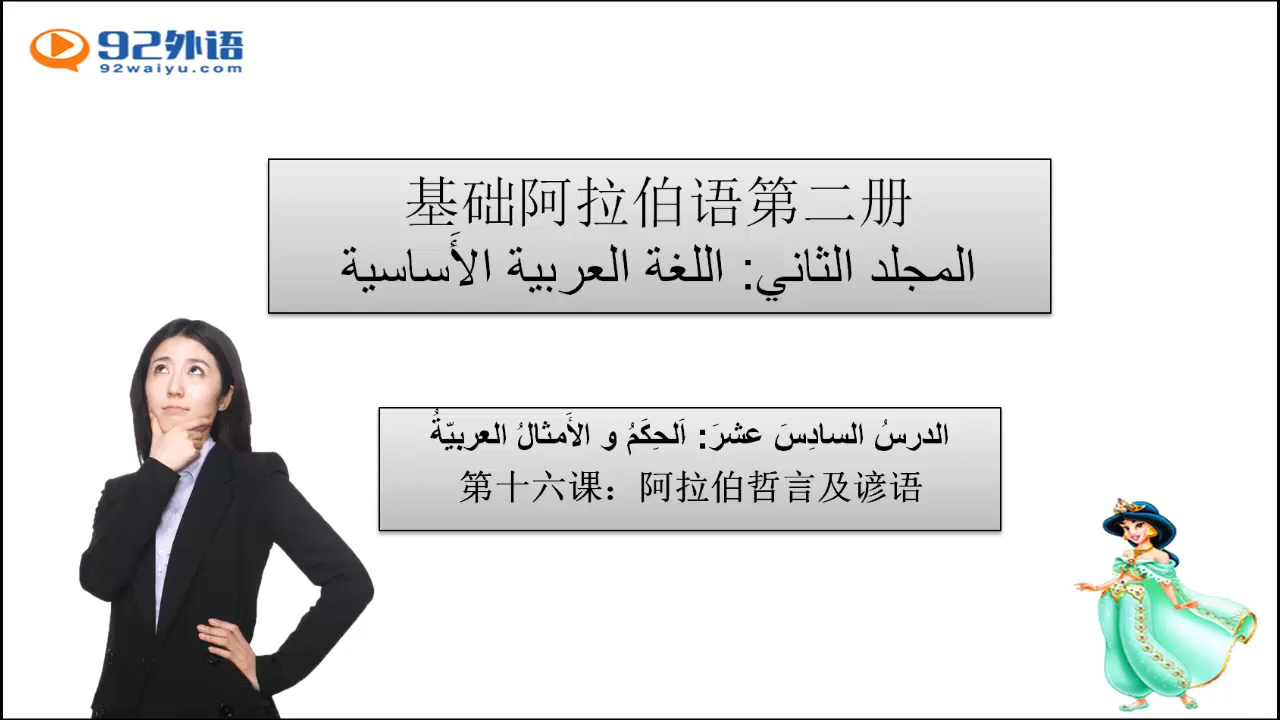 92外语
92waiyu.com
基础阿拉伯语第二册
المجلد الثاني: اللغة العربية الأَساسية
الدرسُ السادِسَ عشرَ: اَلحِكَمُ و الأَمثالُ العربيّةُ
第十六课：阿拉伯哲言及谚语